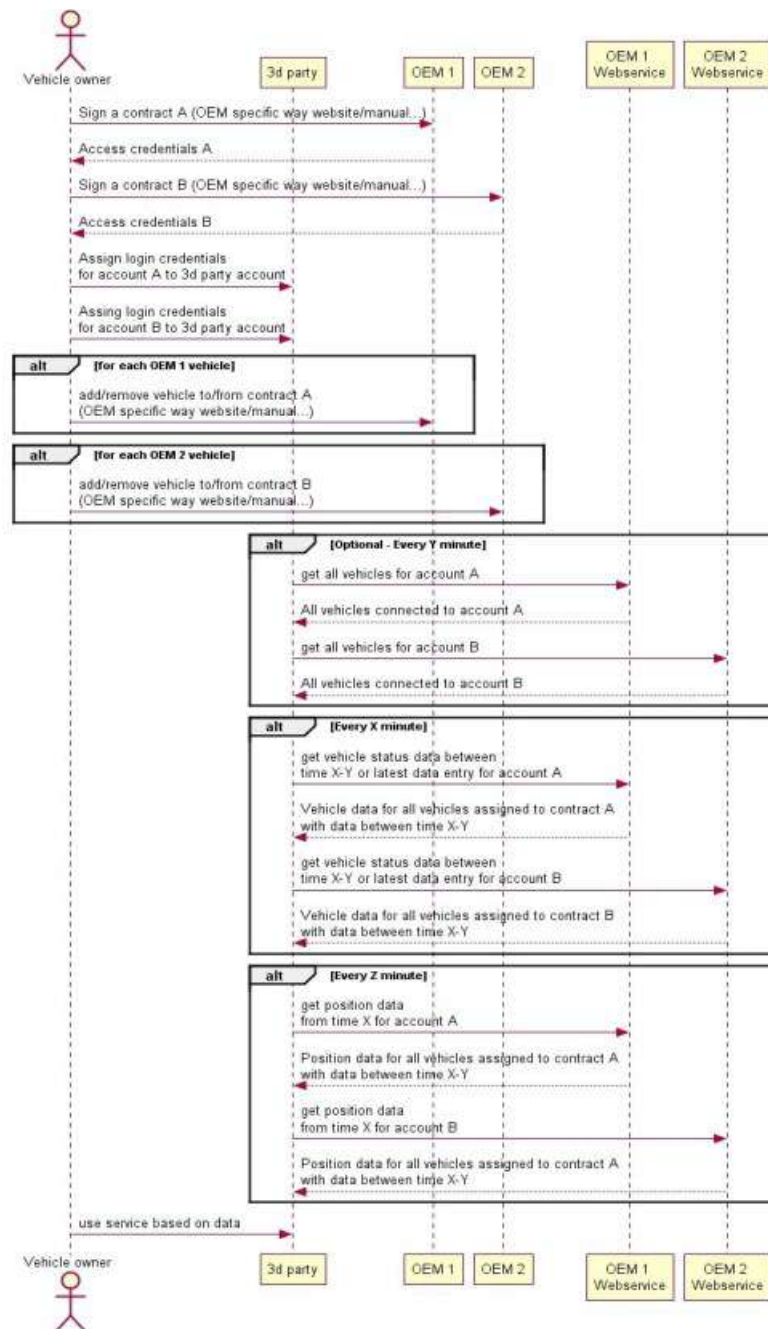 Vehicle owner
3d party
OEM 1
OEM 2
OEM 1
Webservice
OEM 2
Webservice
Sign a contract A (OEM specific way website/manual...)
Access credentials A
Sign a contract B (OEM specific way website/manual...)
Access credentials B
Assign login credentials
for account A to 3d party account
Assing login credentials
for account B to 3d party account
alt [for each OEM 1 vehicle]
add/remove vehicle to/from contract A
(OEM specific way website/manual...)
alt [for each OEM 2 vehicle]
add/remove vehicle to/from contract B
(OEM specific way website/manual...)
alt [Optional - Every Y minute]
get all vehicles for account A
All vehicles connected to account A
get all vehicles for account B
All vehicles connected to account B
alt [Every X minute]
get vehicle status data between
time X-Y or latest data entry for account A
Vehicle data for all vehicles assigned to contract A
with data between time X-Y
get vehicle status data between
time X-Y or latest data entry for account B
Vehicle data for all vehicles assigned to contract B
with data between time X-Y
alt [Every Z minute]
get position data
from time X for account A
Position data for all vehicles assigned to contract A
with data between time X-Y
get position data
from time X for account B
Position data for all vehicles assigned to contract A
with data between time X-Y
use service based on data
Vehicle owner
3d party
OEM 1
OEM 2
OEM 1
Webservice
OEM 2
Webservice